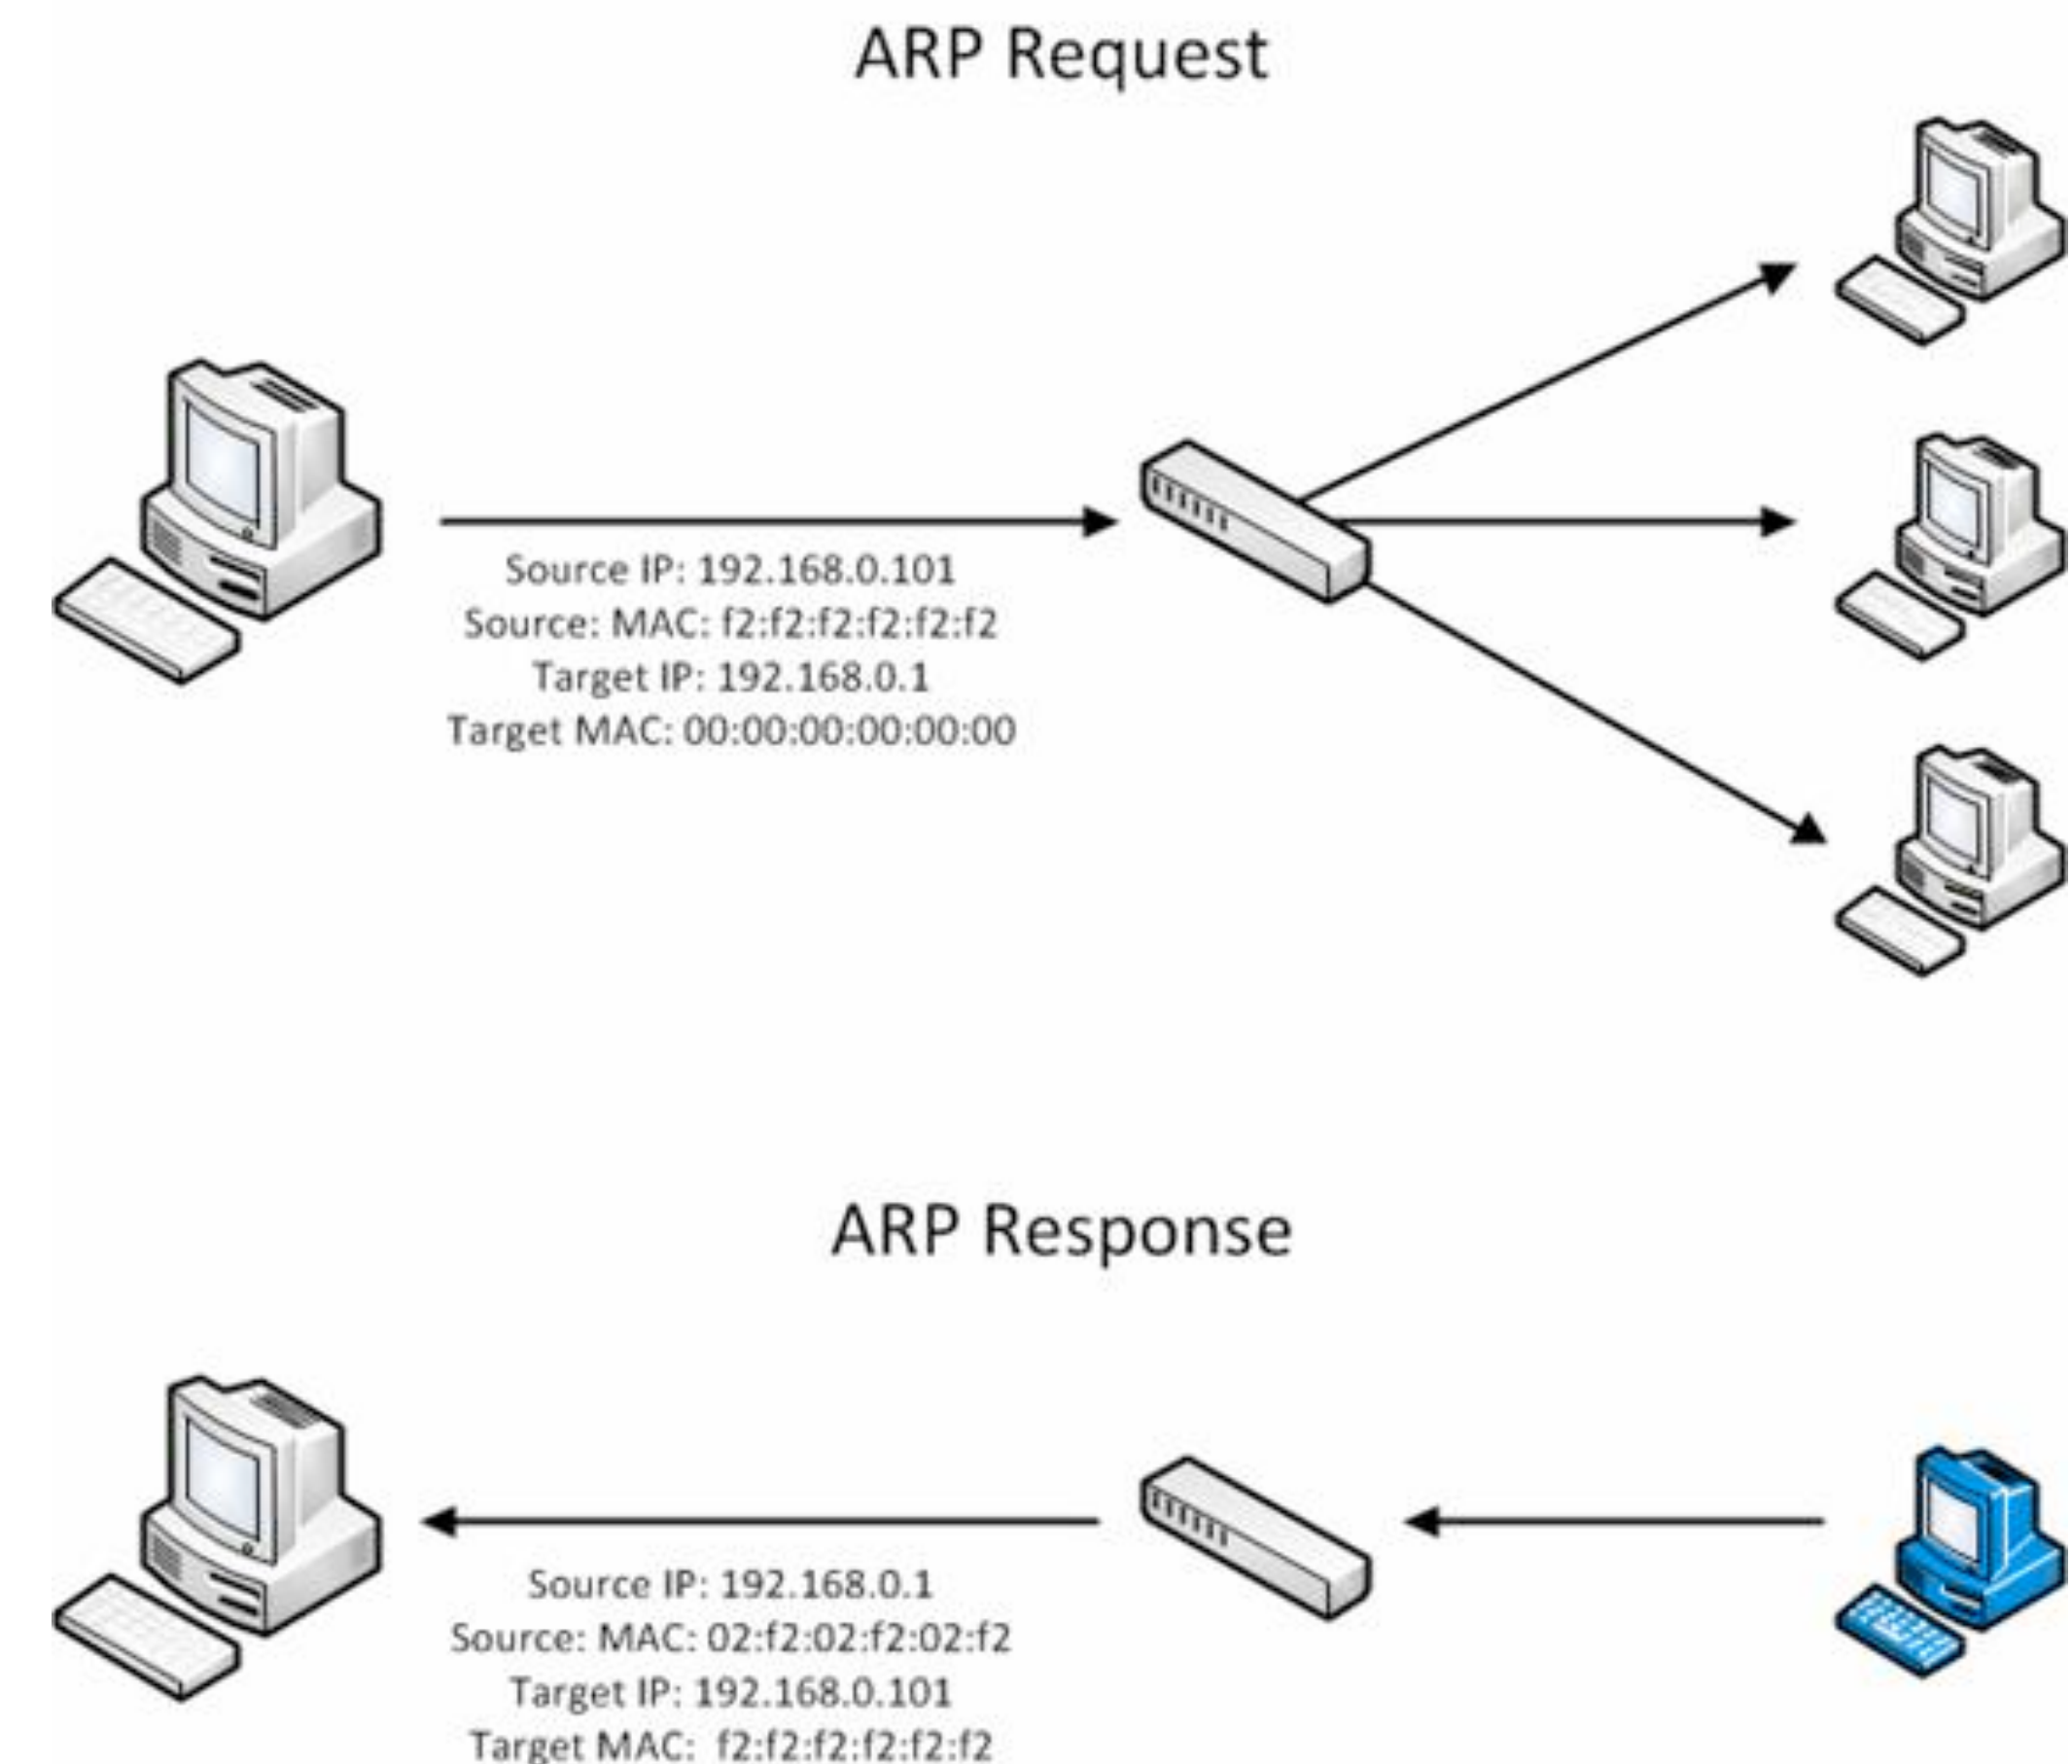 ARP Request
Source IP: 192.168.0.101
Source: MAC: f2:f2:f2:f2:f2:f2
Target IP: 192.168.0.1
Target MAC: 00:00:00:00:00:00
ARP Response
Source IP: 192.168.0.1
Source: MAC: 02:f2:02:f2:02:f2
Target IP: 192.168.0.101
Target MAC: f2:f2:f2:f2:f2:f2